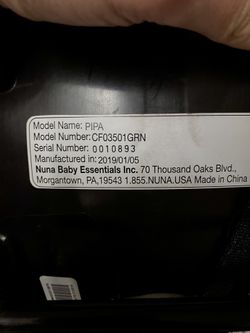 Model Name: PIPA
Model Number:CF03501GRN
Serial Number: 0010893
Manufactured in:2019/01/05
Nuna Baby Essentials Inc. 70 Thousand Oaks Blvd.,
Morgantown, PA,19543 1.855.NUNA.USA Made in China